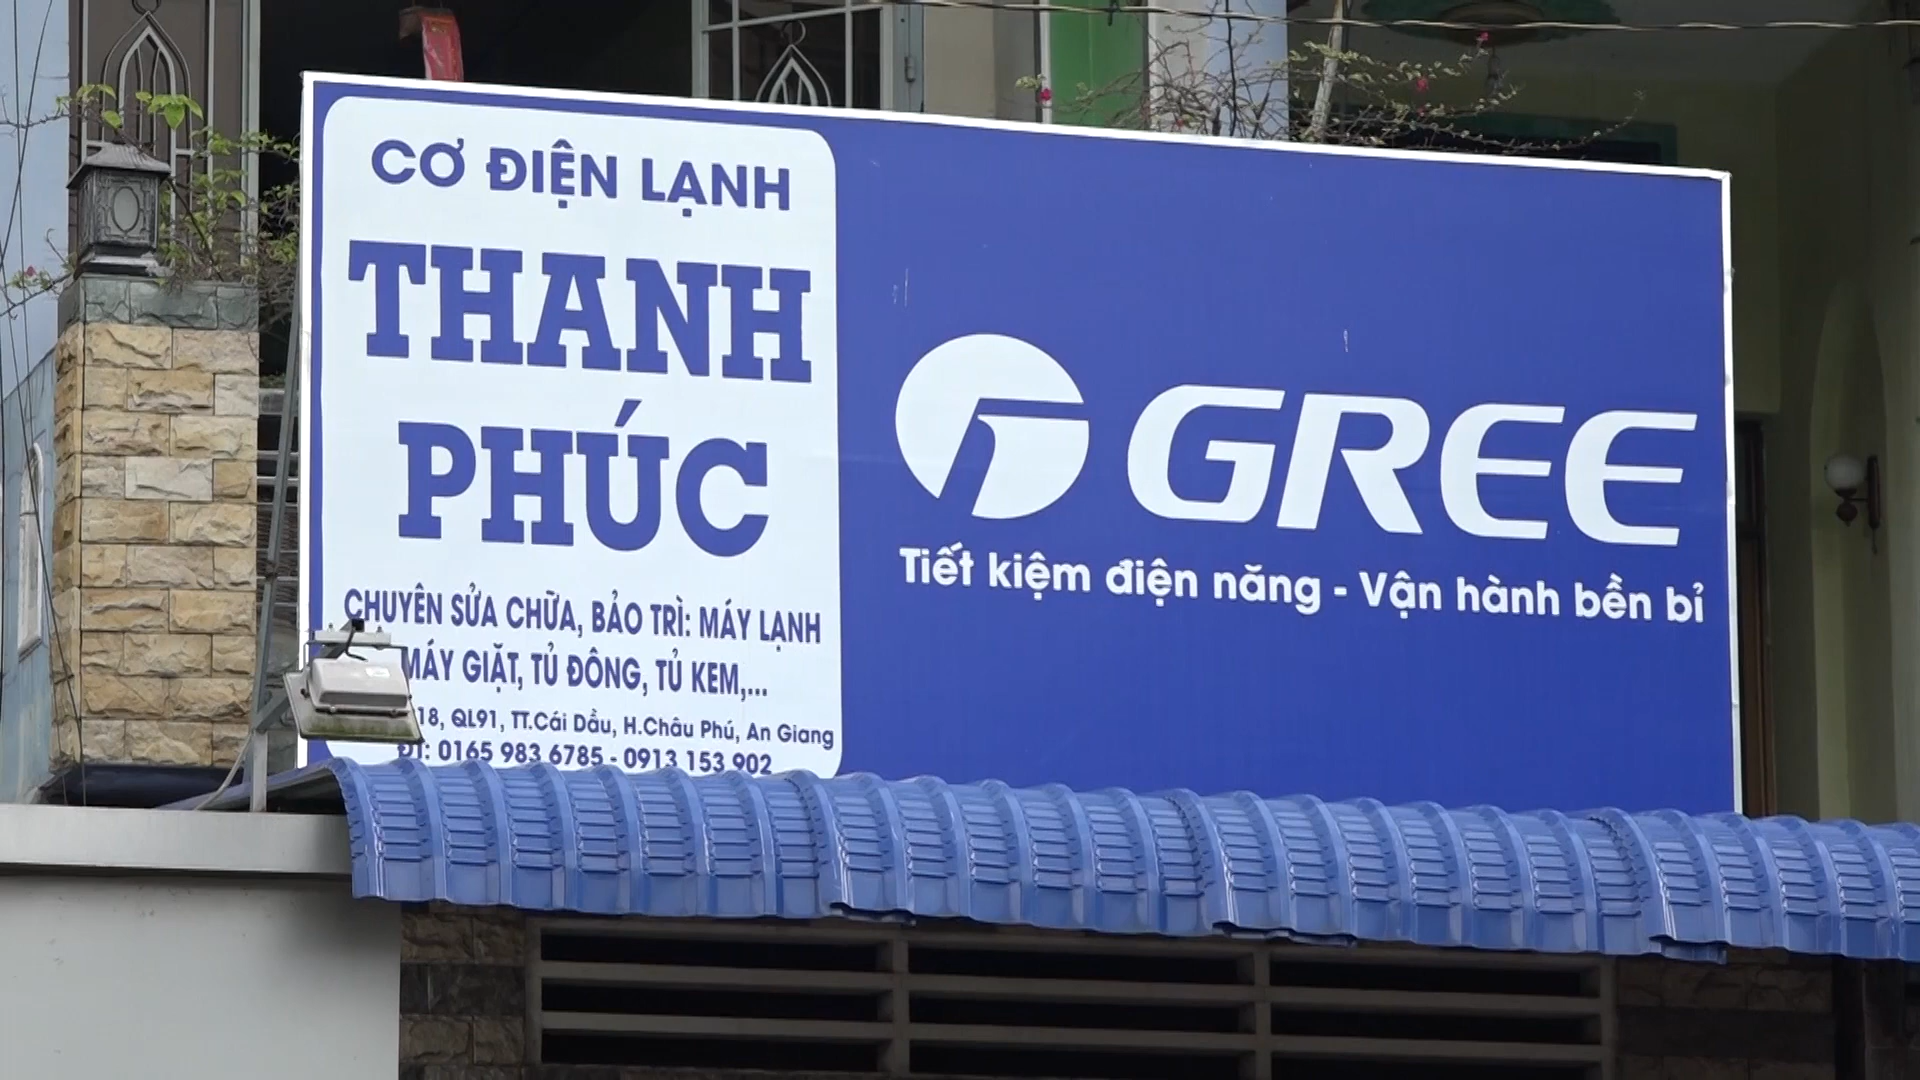 CƠ ĐIỆN LẠNH
THANH
PHÚC
CHUYÊN SỬA CHỮA, BẢO TRÌ: MÁY LẠNH
MÁY GIẶT, TỦ ĐÔNG, TỦ KEM,...
18, QL91, TT.Cái Dầu, H.Châu Phú, An Giang
ĐT: 0165 983 6785 - 0913 153 902
GREE
Tiết kiệm điện năng - Vận hành bền bỉ